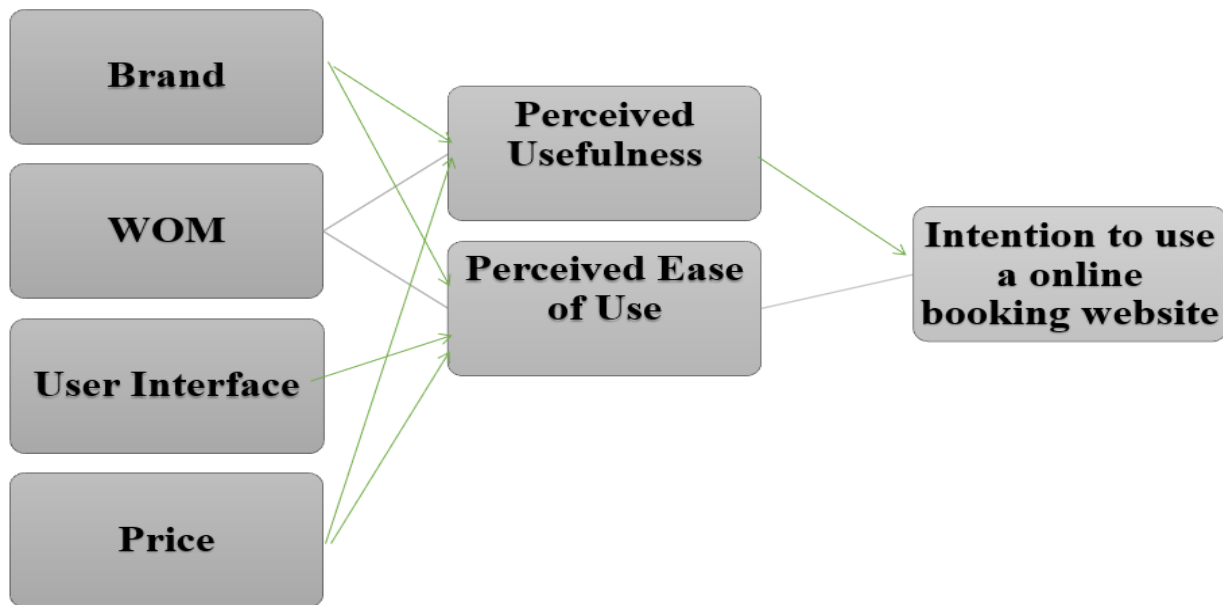 Brand
WOM
User Interface
Price
Perceived
Usefulness
Perceived Ease
of Use
Intention to use
a online
booking website